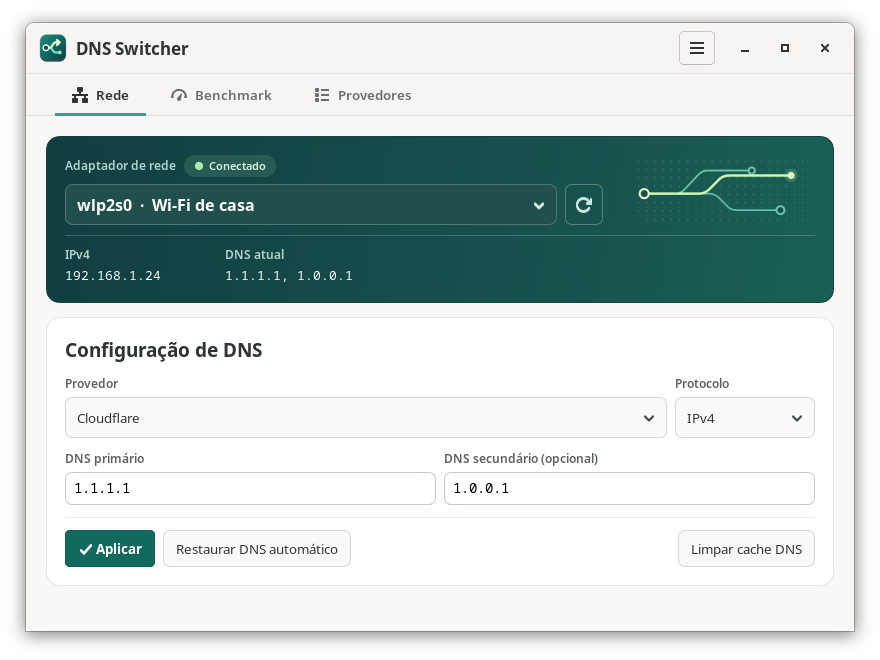 DNS Switcher
Rede Benchmark Provedores
Adaptador de rede Conectado
wlp2s0 · Wi-Fi de casa
IPv4 DNS atual
192.168.1.24 1.1.1.1, 1.0.0.1
Configuração de DNS
Provedor Protocolo
Cloudflare IPv4
DNS primário DNS secundário (opcional)
1.1.1.1 1.0.0.1
Aplicar Restaurar DNS automático Limpar cache DNS